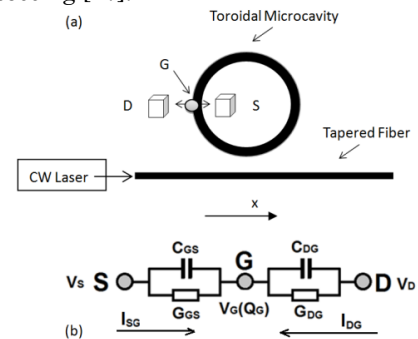 (a)
Toroidal Microcavity
G
D
S
Tapered Fiber
CW Laser
x
CGS
G
CDG
VS S
D VD
GGS
VG(QG)
GDG
(b)
ISG
IDG